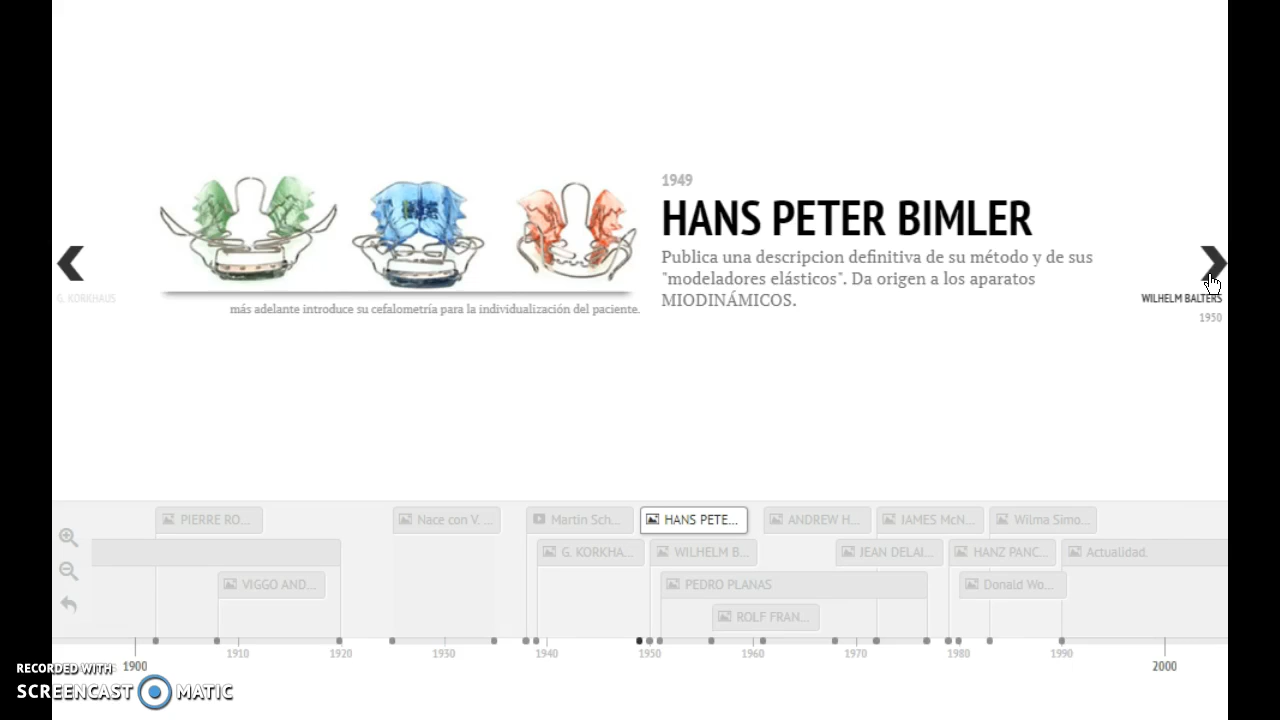 1949
HANS PETER BIMLER
Publica una descripcion definitiva de su método y de sus
"modeladores elásticos". Da origen a los aparatos
MIODINÁMICOS.
más adelante introduce su cefalometría para la individualización del paciente.
G. KORKHAUS
WILHELM BALTERS
1950
PIERRE RO...
Nace con V. ...
Martin Sch...
HANS PETE...
ANDREW H...
JAMES McN...
Wilma Simo...
G. KORKHA...
WILHELM B...
JEAN DELAI...
HANZ PANC...
Actualidad
VIGGO AND...
PEDRO PLANAS
Donald Wo...
ROLF FRAN...
1900
1910
1920
1930
1940
1950
1960
1970
1980
1990
2000
RECORDED WITH
SCREENCAST MATIC